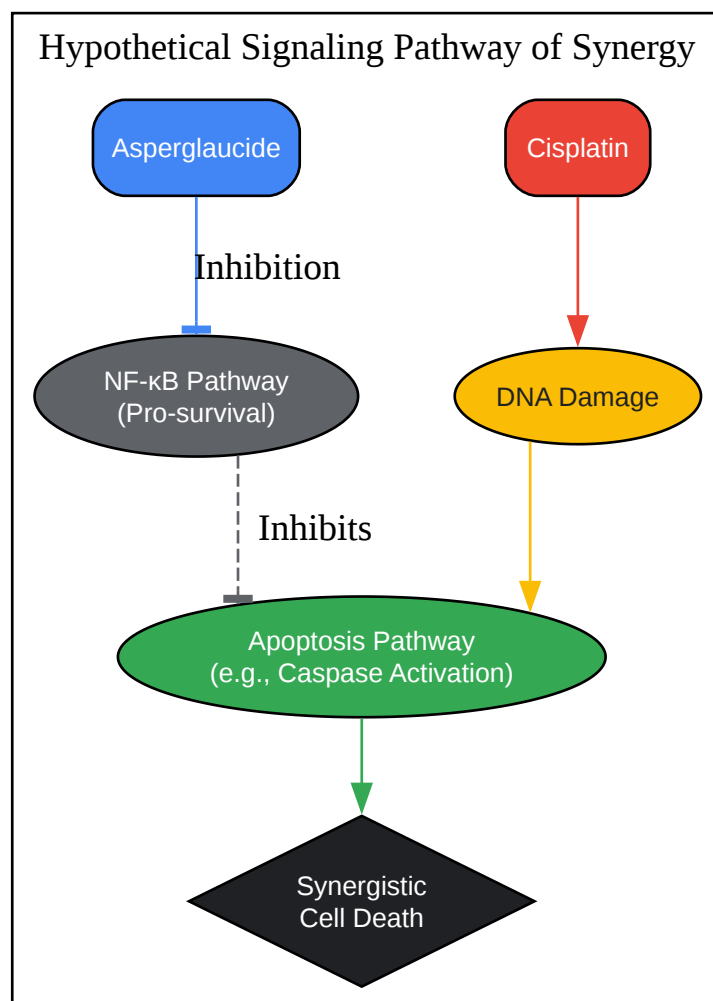 Hypothetical Signaling Pathway of Synergy
Asperglaucide
Cisplatin
Inhibition
NF-κB Pathway
(Pro-survival)
DNA Damage
Inhibits
Apoptosis Pathway
(e.g., Caspase Activation)
Synergistic
Cell Death